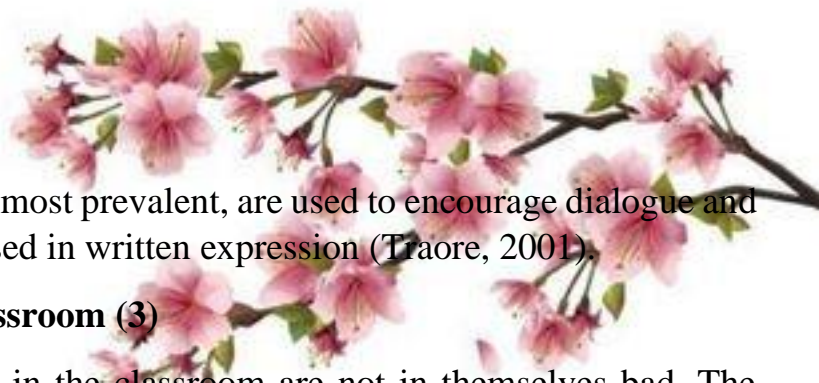 most prevalent, are used to encourage dialogue and
sed in written expression (Traore, 2001).
ssroom (3)
in the classroom are not in themselves bad. The